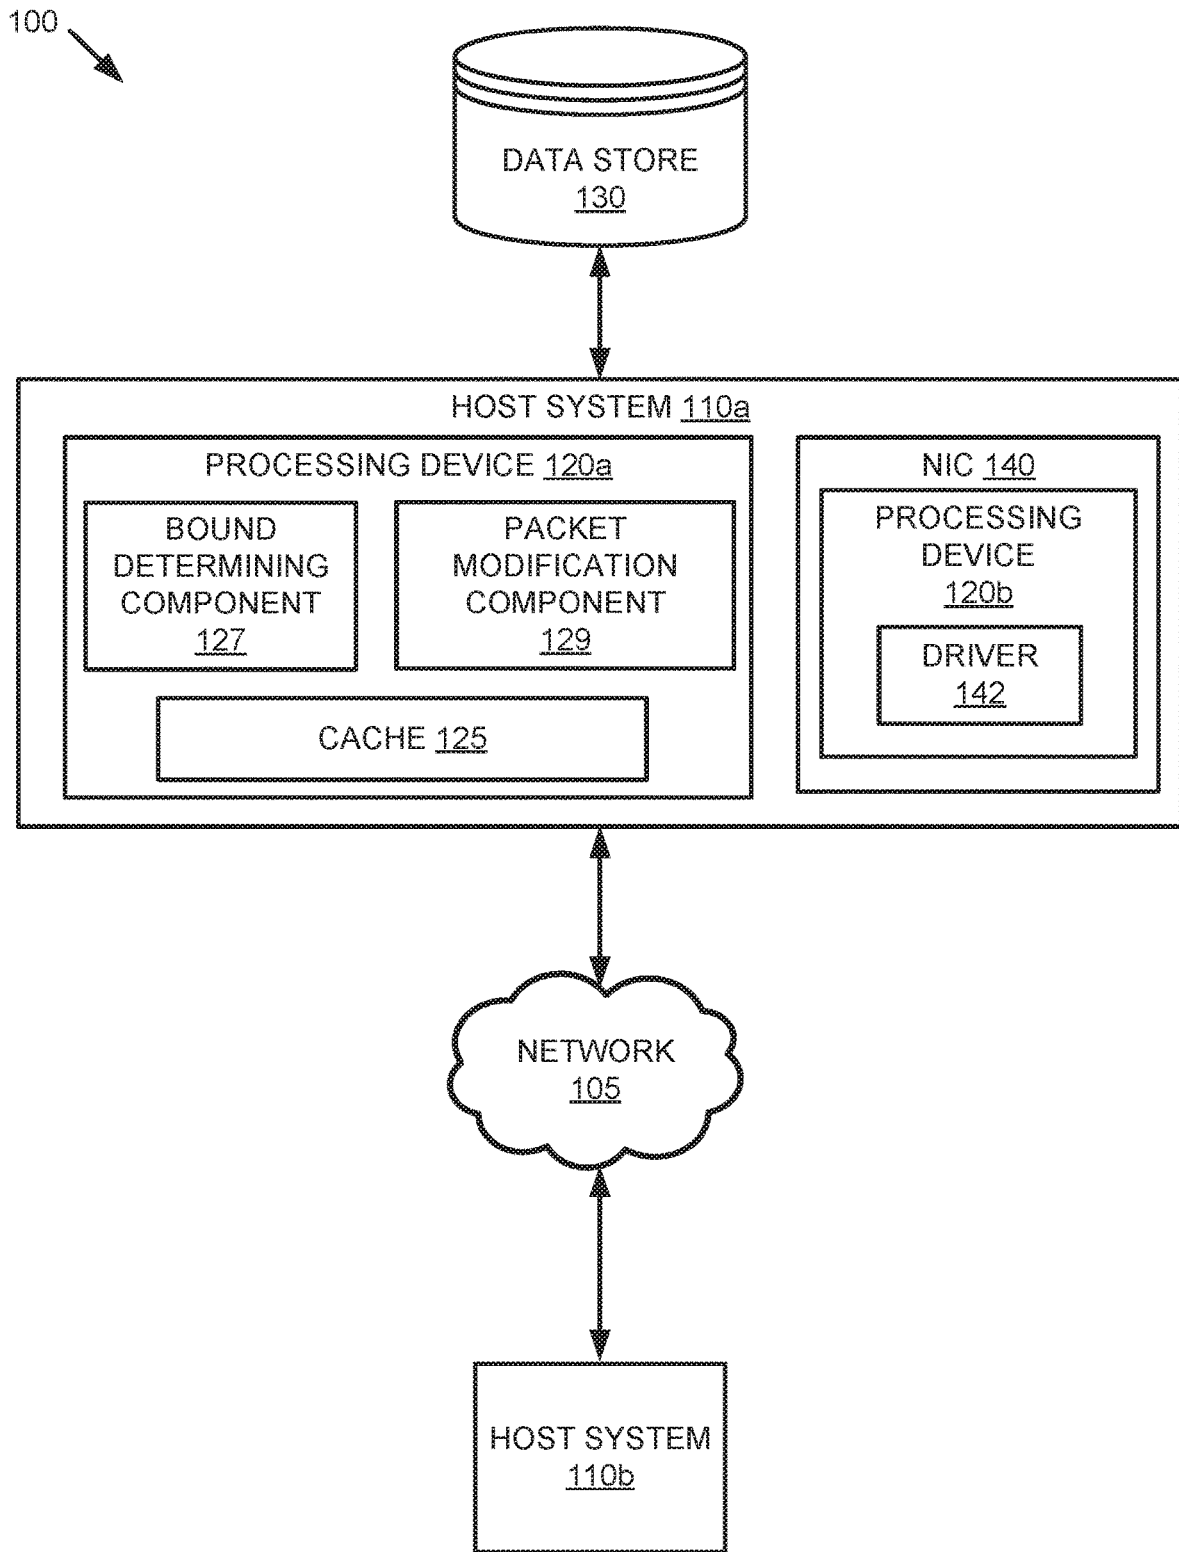 100
DATA STORE
130
HOST SYSTEM 110a
PROCESSING DEVICE 120a
BOUND
DETERMINING
COMPONENT
127
PACKET
MODIFICATION
COMPONENT
129
CACHE 125
NIC 140
PROCESSING
DEVICE
120b
DRIVER
142
NETWORK
105
HOST SYSTEM
110b